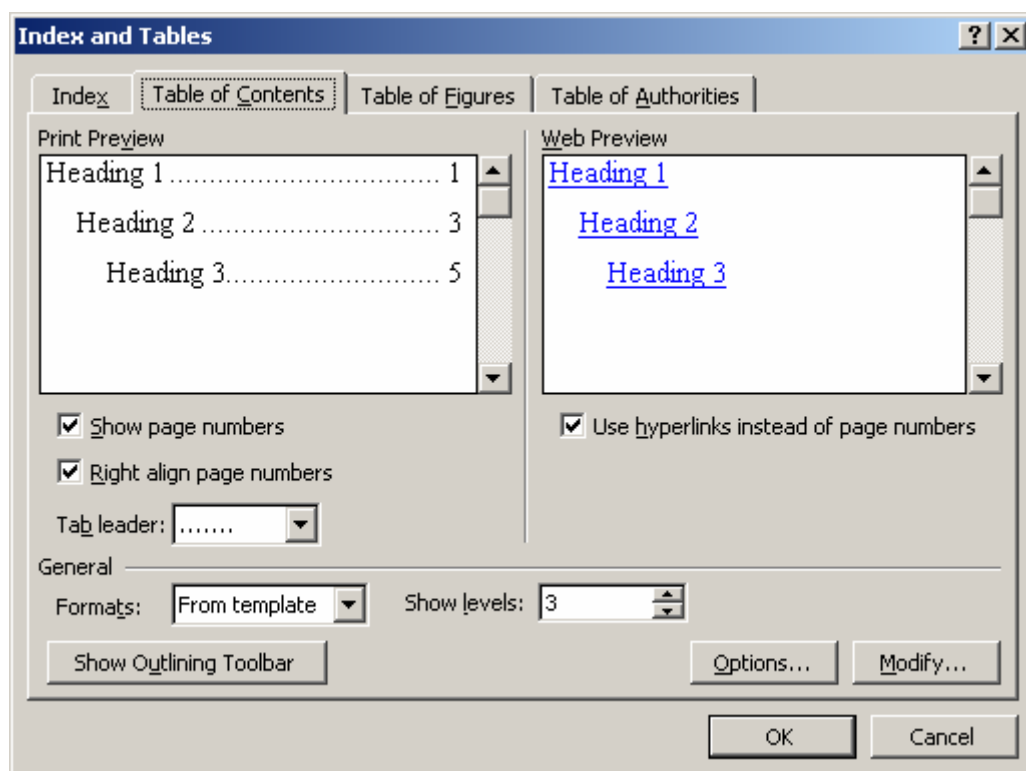 Index and Tables
Index
Table of Contents
Table of Figures
Table of Authorities
Print Preview
Heading 1.................................. 1
Heading 2.............................. 3
Heading 3........................... 5
Web Preview
Heading 1
Heading 2
Heading 3
Show page numbers
Right align page numbers
Tab leader: .......
Use hyperlinks instead of page numbers
General
Formats: From template
Show levels: 3
Show Outlining Toolbar
Options...
Modify...
OK
Cancel